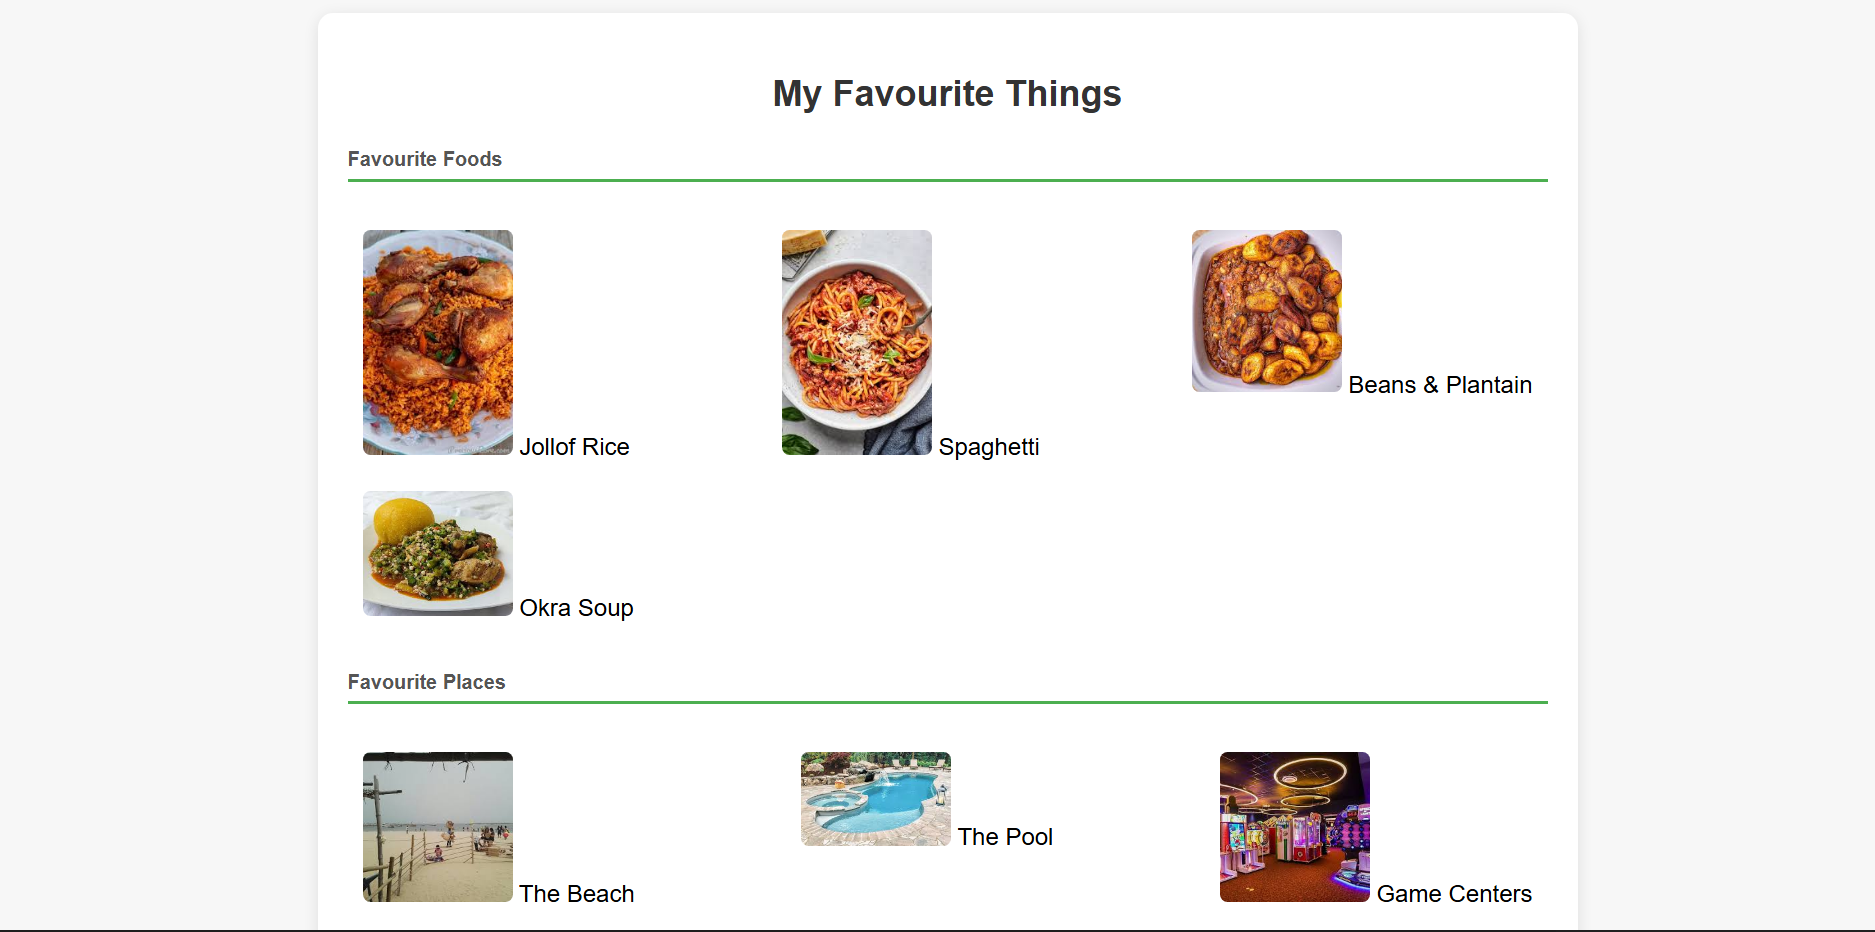 My Favourite Things
Favourite Foods
Jollof Rice
Spaghetti
Beans & Plantain
Okra Soup
Favourite Places
The Beach
The Pool
Game Centers